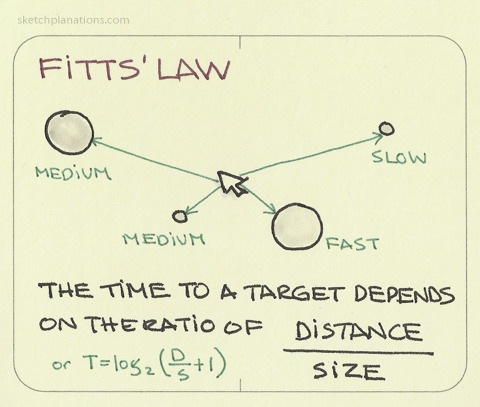 sketchplanations.com
FITTS' LAW
MEDIUM
SLOW
MEDIUM
FAST
THE TIME TO A TARGET DEPENDS
ON THE RATIO OF DISTANCE
SIZE
or T=log₂(D/S+1)